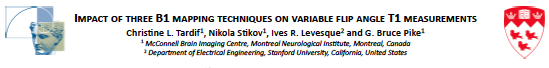 IMPACT OF THREE B1 MAPPING TECHNIQUES ON VARIABLE FLIP ANGLE T1 MEASUREMENTS
Christine L. Tardif¹, Nikola Stikov¹, Ives R. Levesque² and G. Bruce Pike¹
¹ McConnell Brain Imaging Centre, Montreal Neurological Institute, Montreal, Canada
² Department of Electrical Engineering, Stanford University, California, United States